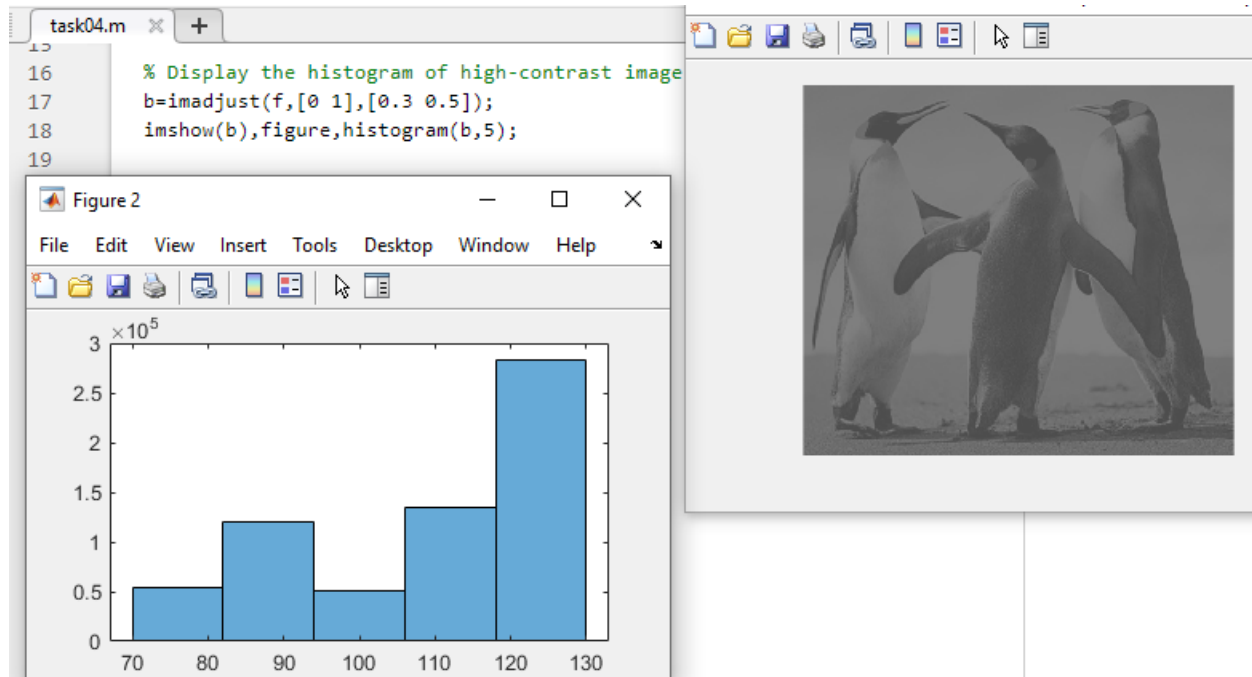 task04.m
15
16 % Display the histogram of high-contrast image
17 b=imadjust(f,[0 1],[0.3 0.5]);
18 imshow(b),figure,histogram(b,5);
19
Figure 2
File Edit View Insert Tools Desktop Window Help
×10^5
3
2.5
2
1.5
1
0.5
0
70 80 90 100 110 120 130